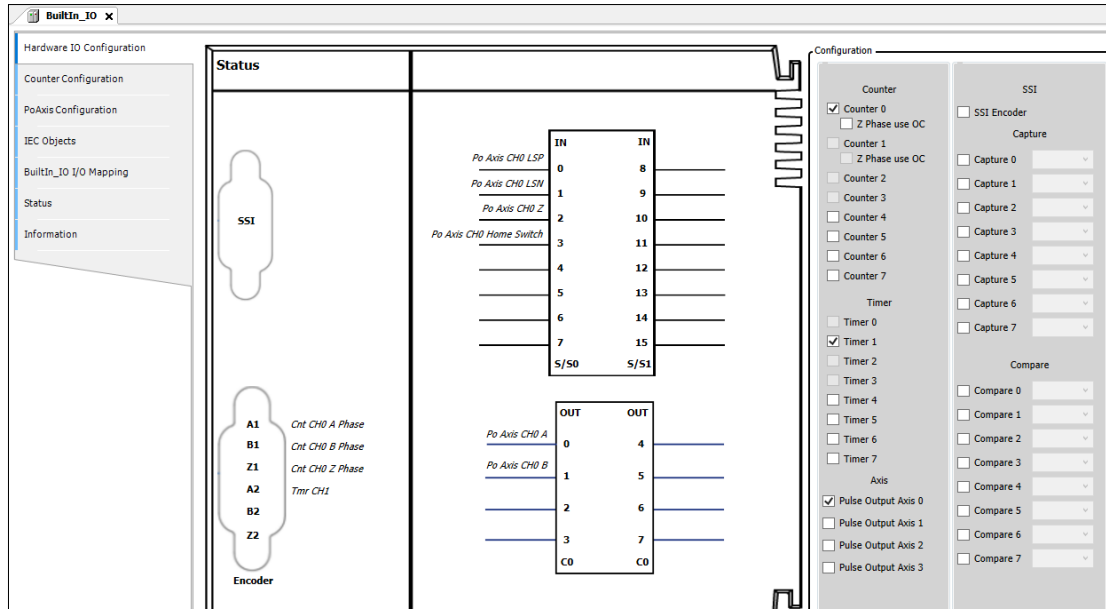 BuiltIn_IO
Hardware IO Configuration
Counter Configuration
PoAxis Configuration
IEC Objects
BuiltIn_IO I/O Mapping
Status
Information
Status
SSI
A1 Cnt CH0 A Phase
B1 Cnt CH0 B Phase
Z1 Cnt CH0 Z Phase
A2 Tmr CH1
B2
Z2
Encoder
IN IN
Po Axis CH0 LSP 0 8
Po Axis CH0 LSN 1 9
Po Axis CH0 Z 2 10
Po Axis CH0 Home Switch 3 11
4 12
5 13
6 14
7 15
S/S0 S/S1
OUT OUT
Po Axis CH0 A 0 4
Po Axis CH0 B 1 5
2 6
3 7
C0 C0
Configuration
Counter
Counter 0
Z Phase use OC
Counter 1
Z Phase use OC
Counter 2
Counter 3
Counter 4
Counter 5
Counter 6
Counter 7
Timer
Timer 0
Timer 1
Timer 2
Timer 3
Timer 4
Timer 5
Timer 6
Timer 7
Axis
Pulse Output Axis 0
Pulse Output Axis 1
Pulse Output Axis 2
Pulse Output Axis 3
SSI
SSI Encoder
Capture
Capture 0
Capture 1
Capture 2
Capture 3
Capture 4
Capture 5
Capture 6
Capture 7
Compare
Compare 0
Compare 1
Compare 2
Compare 3
Compare 4
Compare 5
Compare 6
Compare 7